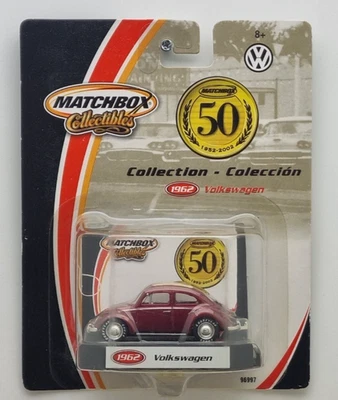 8+
MATCHBOX
Collectibles
MATCHBOX
50
1952-2002
Collection - Colección
1962 Volkswagen
MATCHBOX
Collectibles
50
1962 Volkswagen
96997